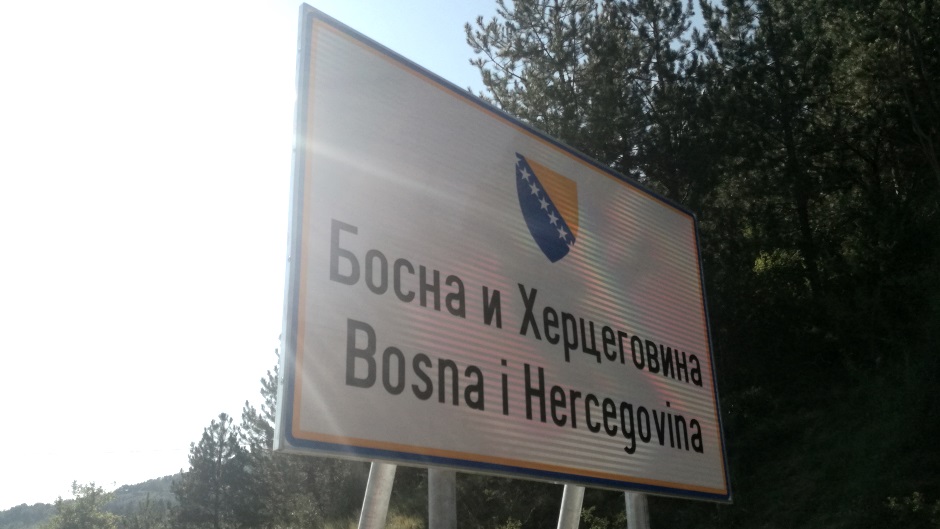 Босна и Херцеговина
Bosna i Hercegovina